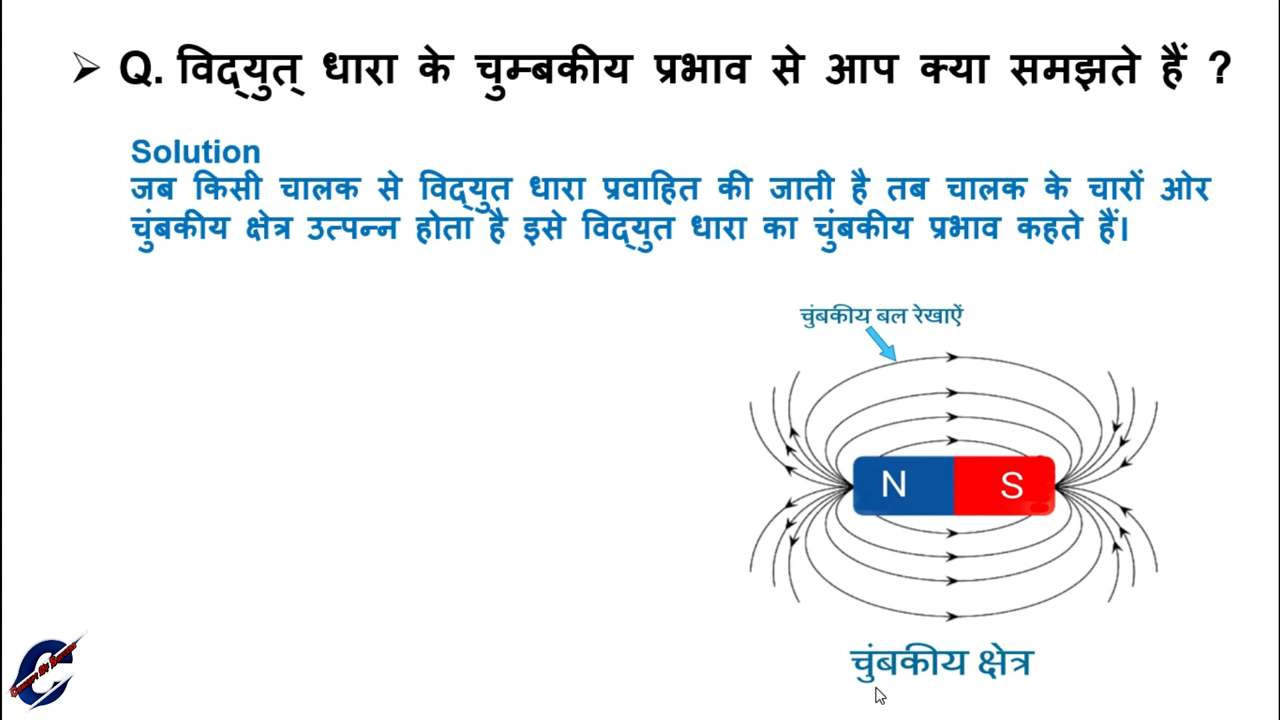 Q. विद्‌युत् धारा के चुम्बकीय प्रभाव से आप क्या समझते हैं ?
Solution
जब किसी चालक से विद्‌युत धारा प्रवाहित की जाती है तब चालक के चारों ओर
चुंबकीय क्षेत्र उत्पन्न होता है इसे विद्‌युत धारा का चुंबकीय प्रभाव कहते हैं।
चुंबकीय बल रेखाऐं
N S
चुंबकीय क्षेत्र